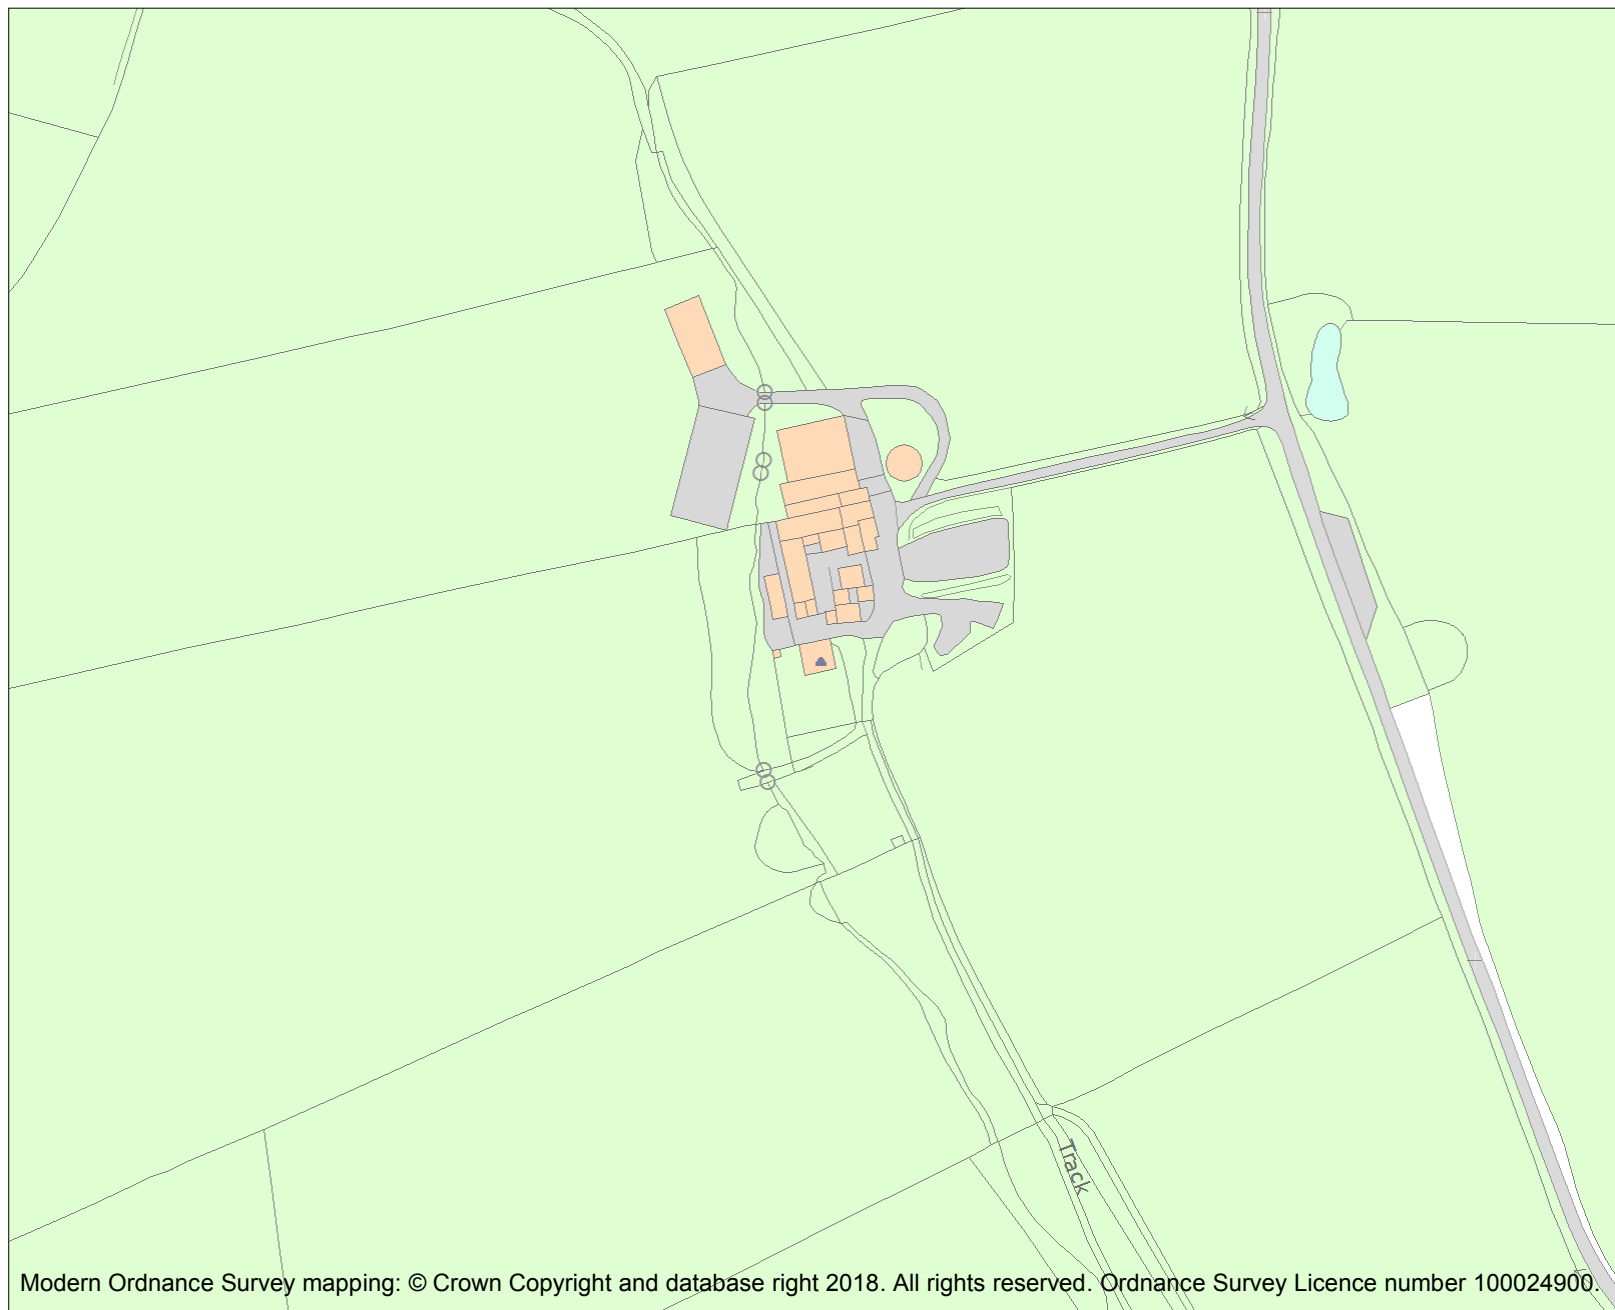 Track
Modern Ordnance Survey mapping: © Crown Copyright and database right 2018. All rights reserved. Ordnance Survey Licence number 100024900.